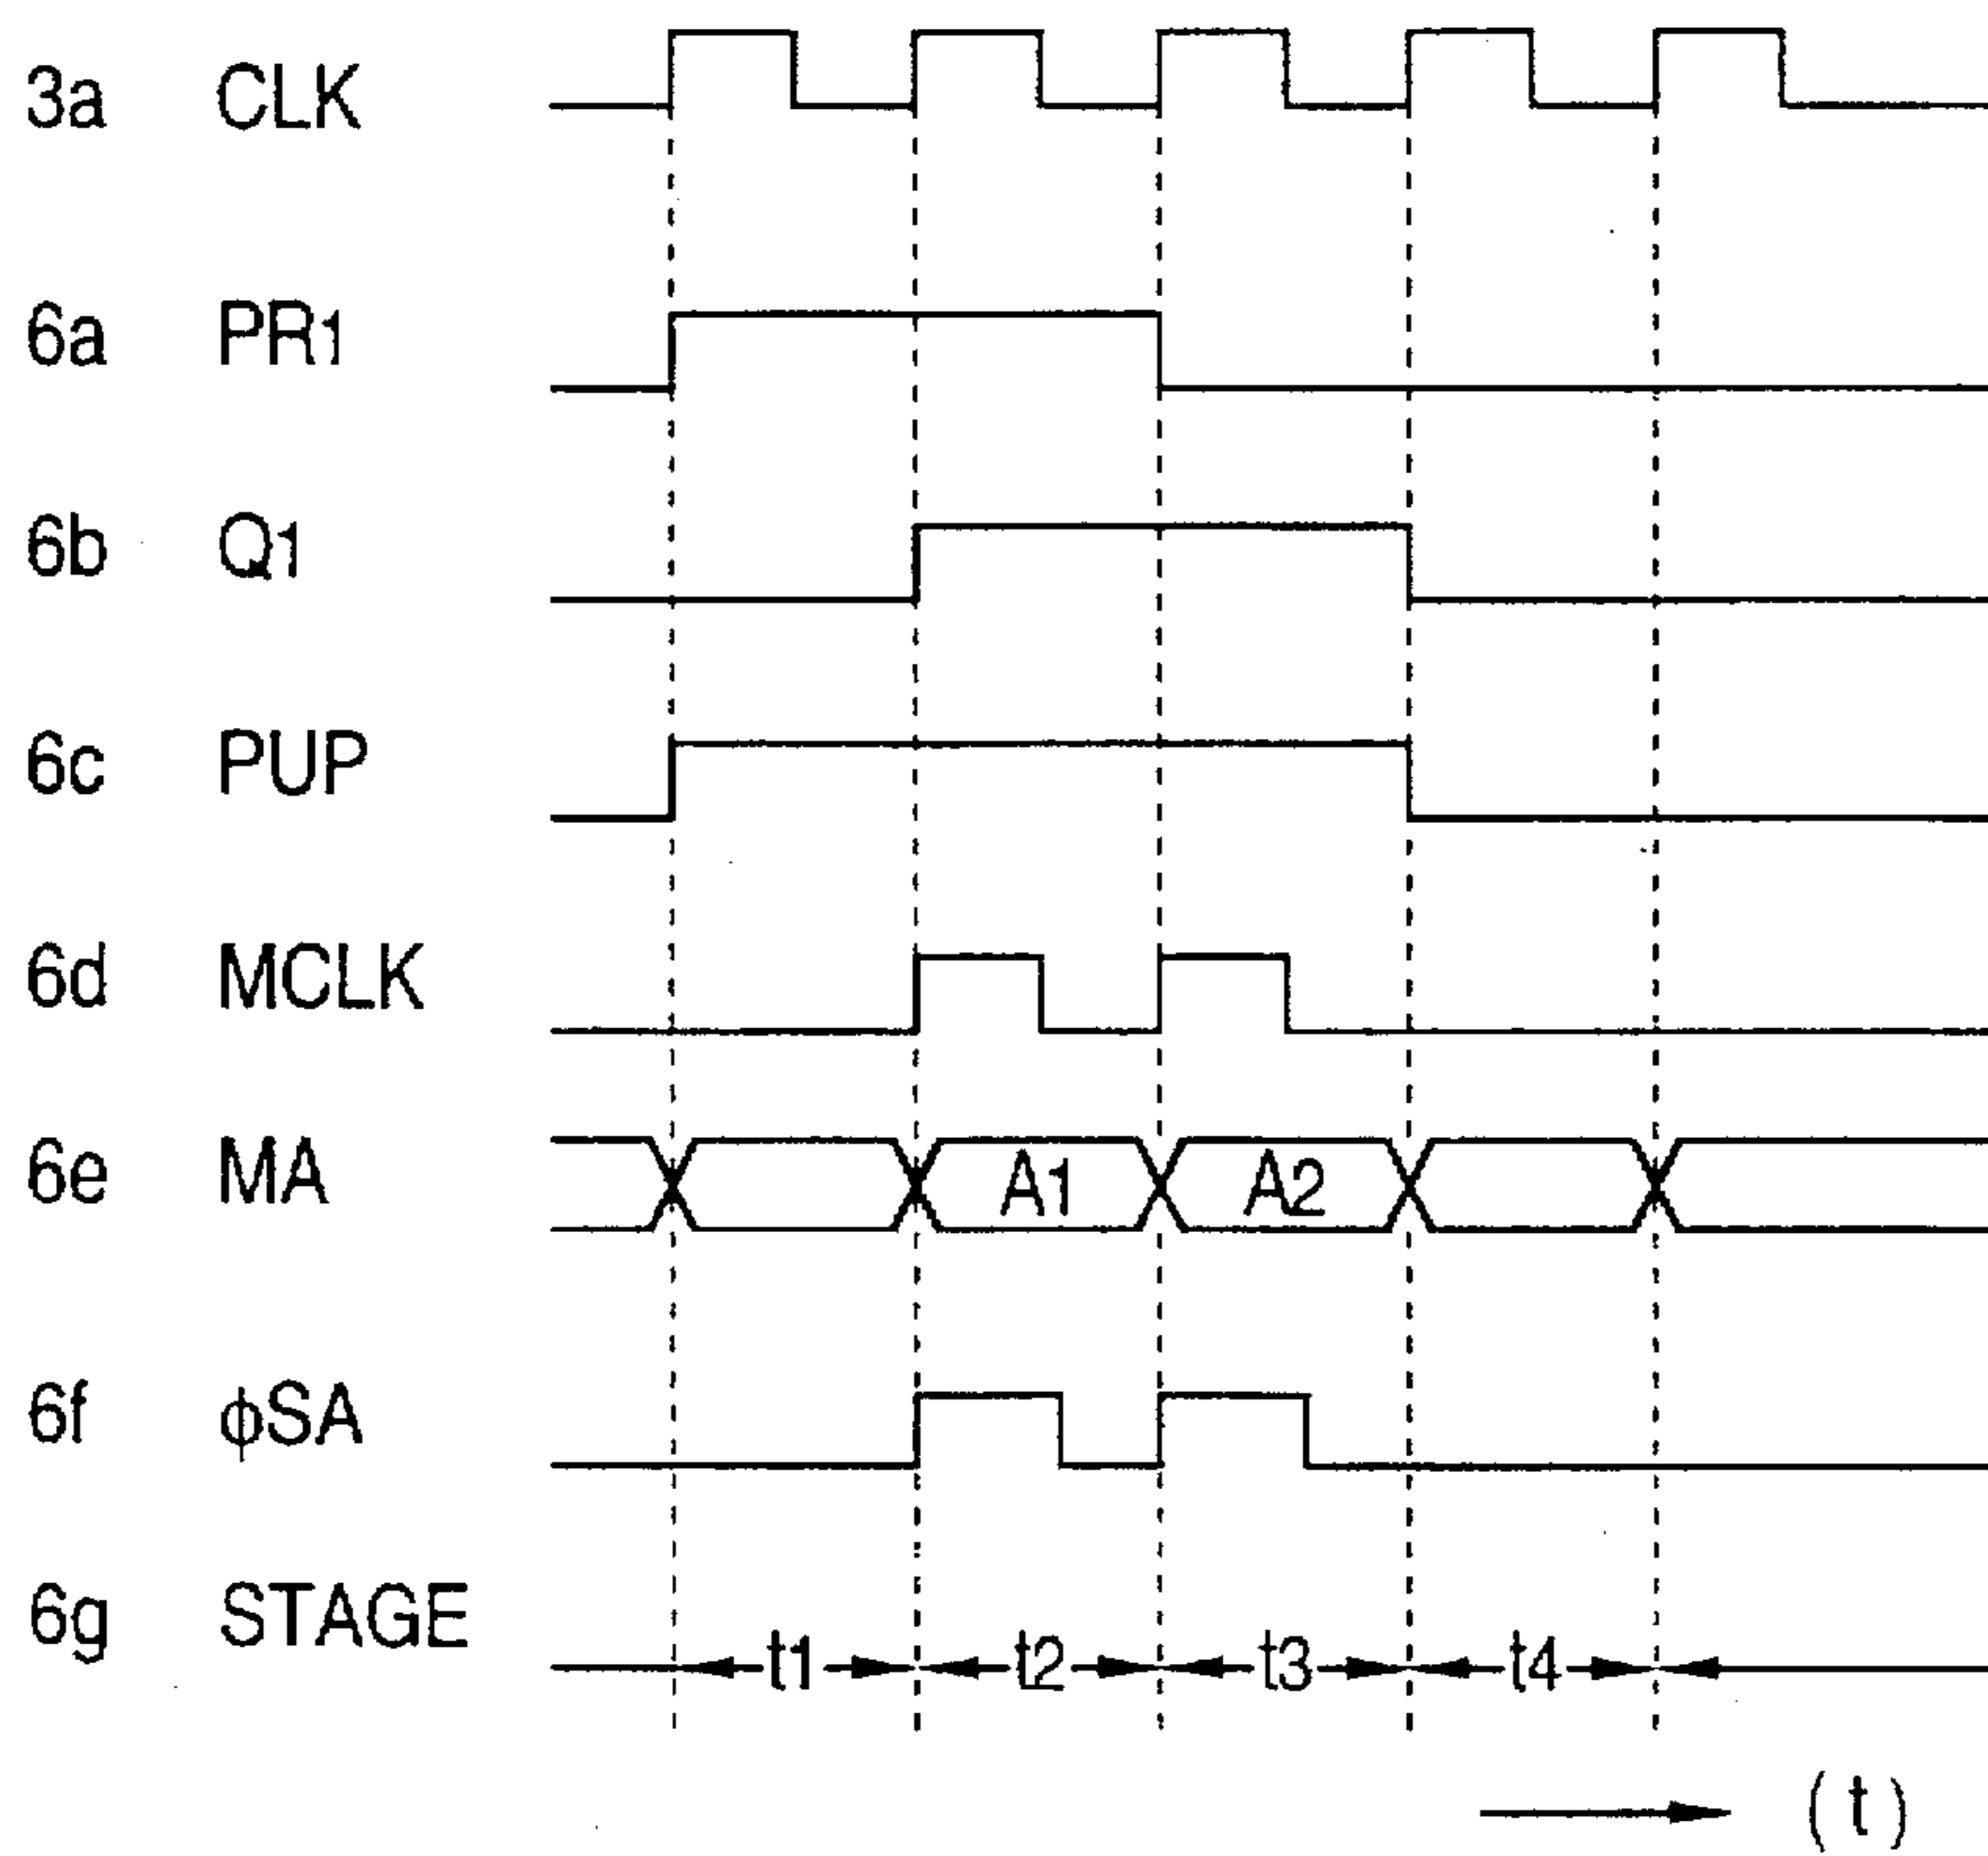 3a CLK
6a PR1
6b Q1
6c PUP
6d MCLK
6e MA A1 A2
6f ϕSA
6g STAGE t1 t2 t3 t4
(t)